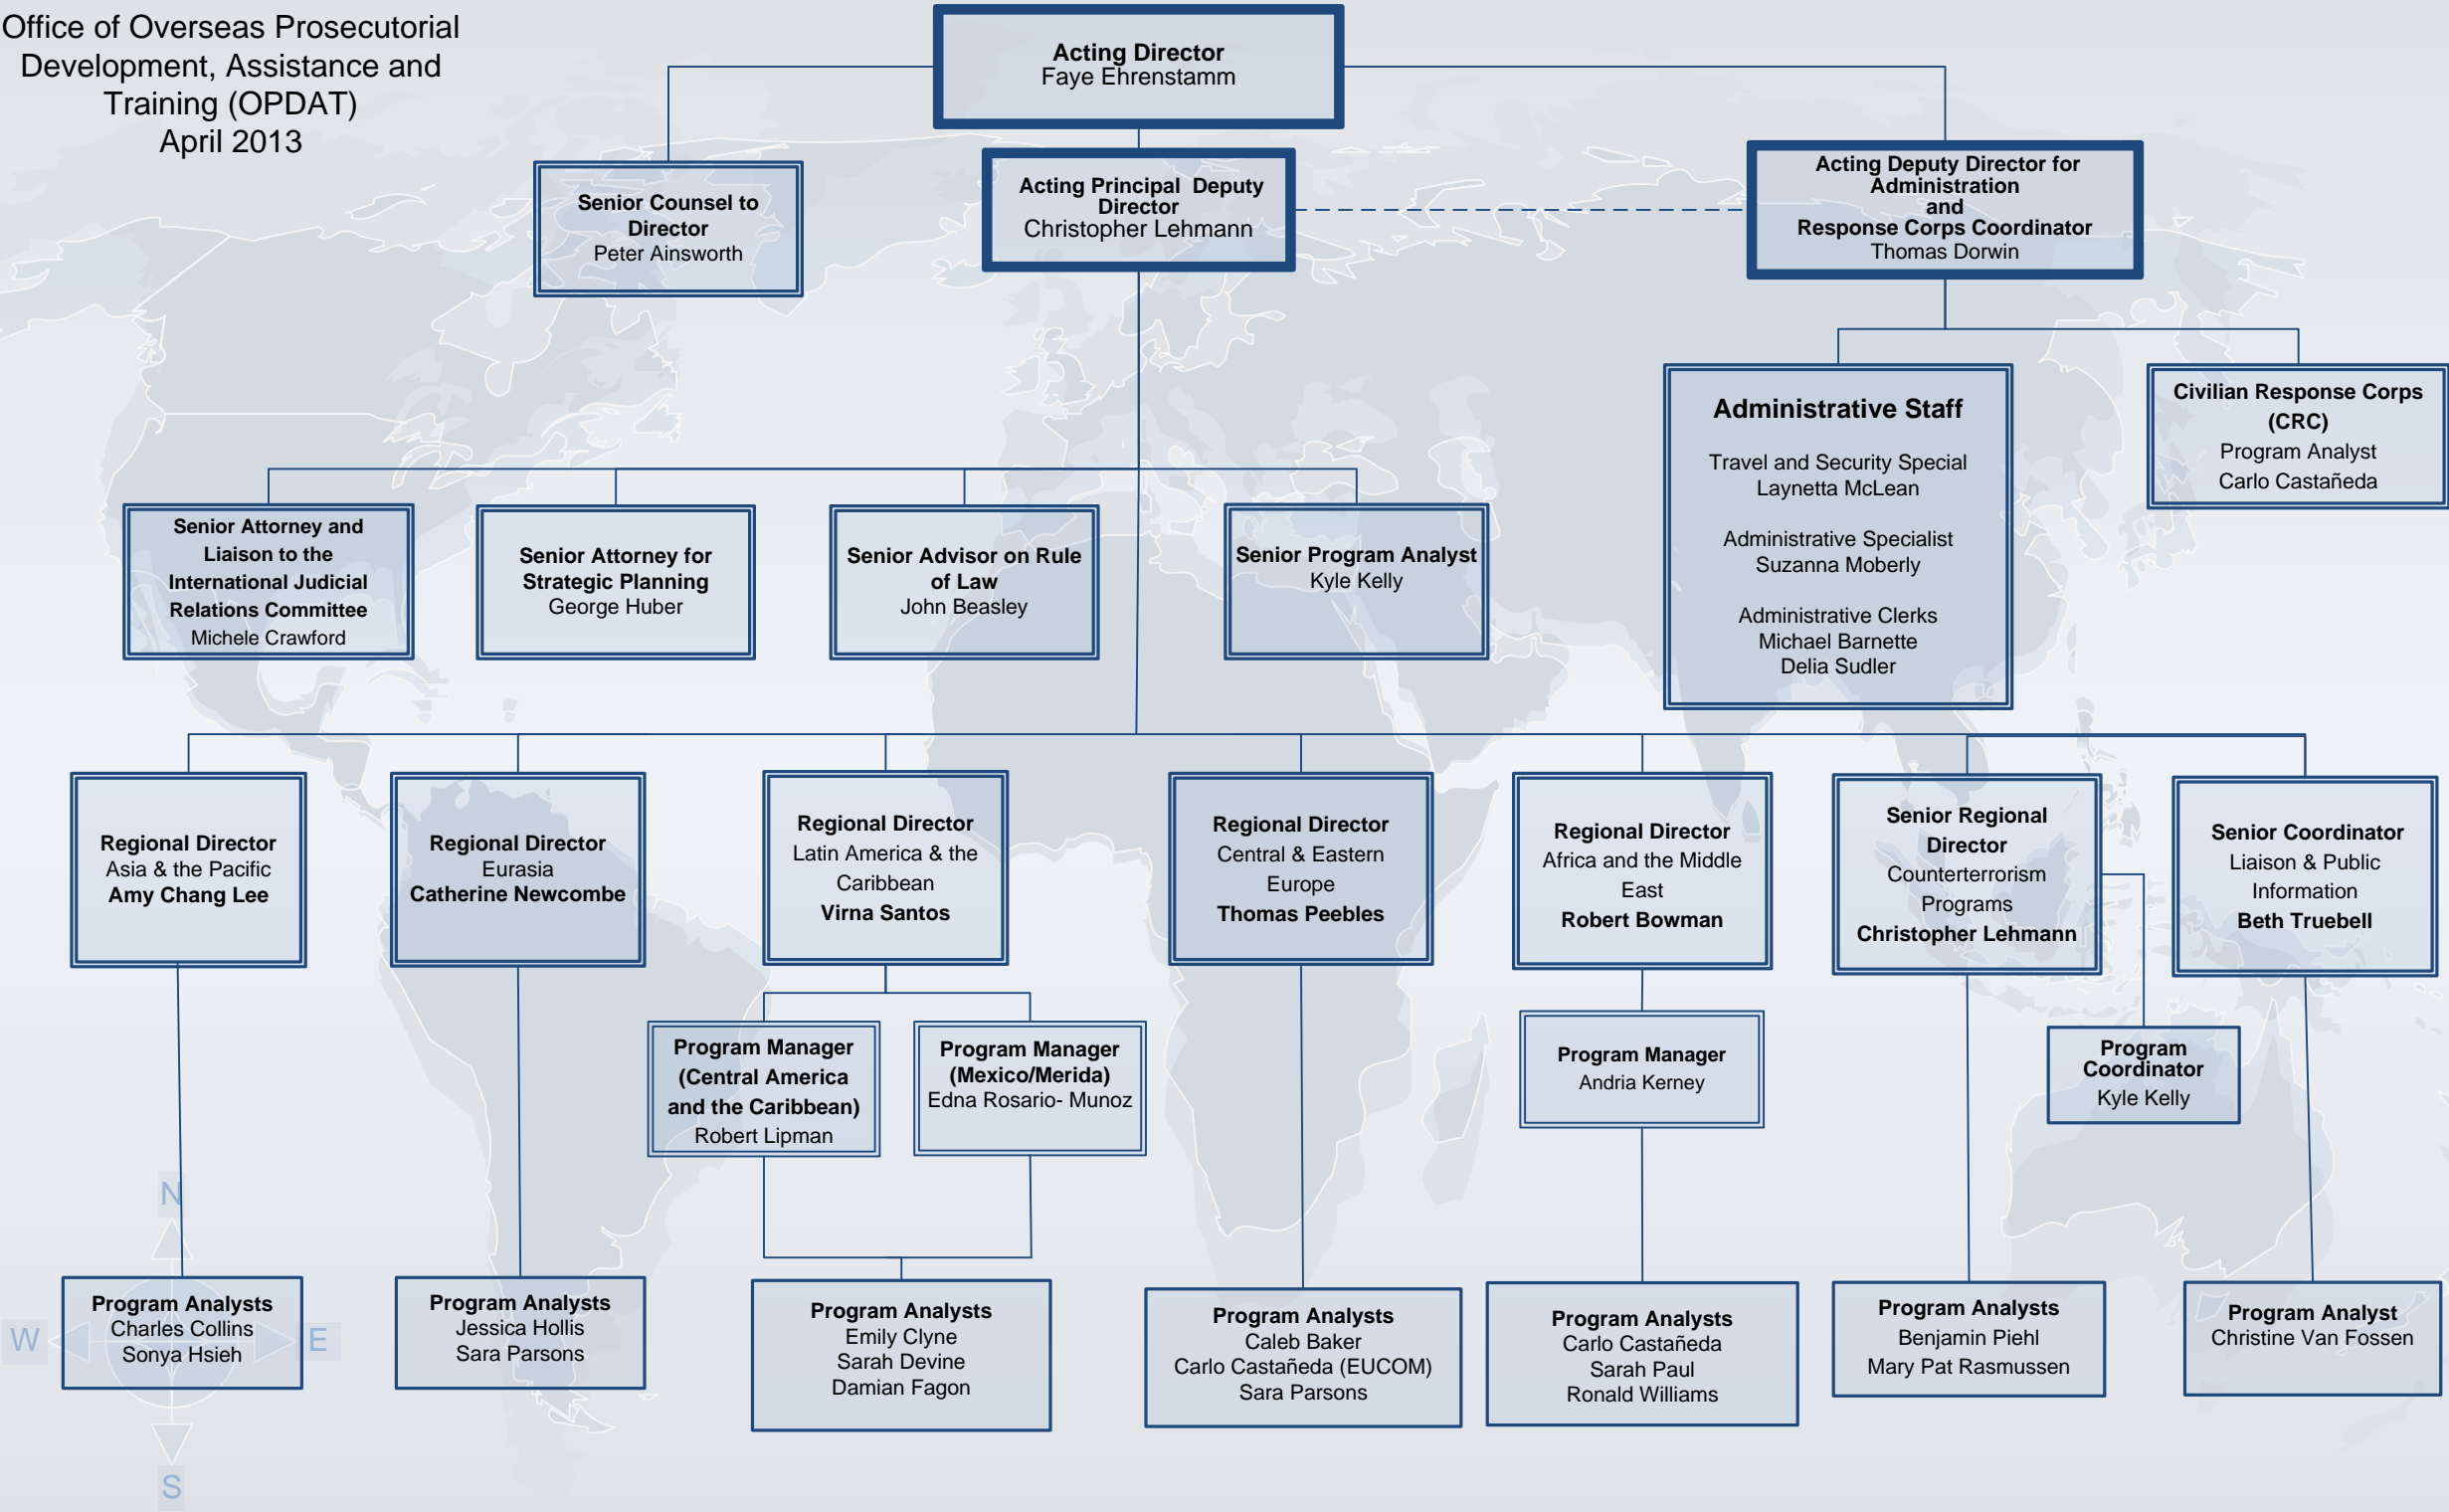 Office of Overseas Prosecutorial
Development, Assistance and
Training (OPDAT)
April 2013
Acting Director
Faye Ehrenstamm
Senior Counsel to
Director
Peter Ainsworth
Acting Principal Deputy
Director
Christopher Lehmann
Acting Deputy Director for
Administration
and
Response Corps Coordinator
Thomas Dorwin
Administrative Staff
Travel and Security Special
Laynetta McLean
Administrative Specialist
Suzanna Moberly
Administrative Clerks
Michael Barnette
Delia Sudler
Civilian Response Corps
(CRC)
Program Analyst
Carlo Castañeda
Senior Attorney and
Liaison to the
International Judicial
Relations Committee
Michele Crawford
Senior Attorney for
Strategic Planning
George Huber
Senior Advisor on Rule
of Law
John Beasley
Senior Program Analyst
Kyle Kelly
Regional Director
Asia & the Pacific
Amy Chang Lee
Regional Director
Eurasia
Catherine Newcombe
Regional Director
Latin America & the
Caribbean
Virna Santos
Regional Director
Central & Eastern
Europe
Thomas Peebles
Regional Director
Africa and the Middle
East
Robert Bowman
Senior Regional
Director
Counterterrorism
Programs
Christopher Lehmann
Senior Coordinator
Liaison & Public
Information
Beth Truebell
Program Manager
(Central America
and the Caribbean)
Robert Lipman
Program Manager
(Mexico/Merida)
Edna Rosario- Munoz
Program Manager
Andria Kerney
Program
Coordinator
Kyle Kelly
Program Analysts
Charles Collins
Sonya Hsieh
Program Analysts
Jessica Hollis
Sara Parsons
Program Analysts
Emily Clyne
Sarah Devine
Damian Fagon
Program Analysts
Caleb Baker
Carlo Castañeda (EUCOM)
Sara Parsons
Program Analysts
Carlo Castañeda
Sarah Paul
Ronald Williams
Program Analysts
Benjamin Piehl
Mary Pat Rasmussen
Program Analyst
Christine Van Fossen
N
W
E
S